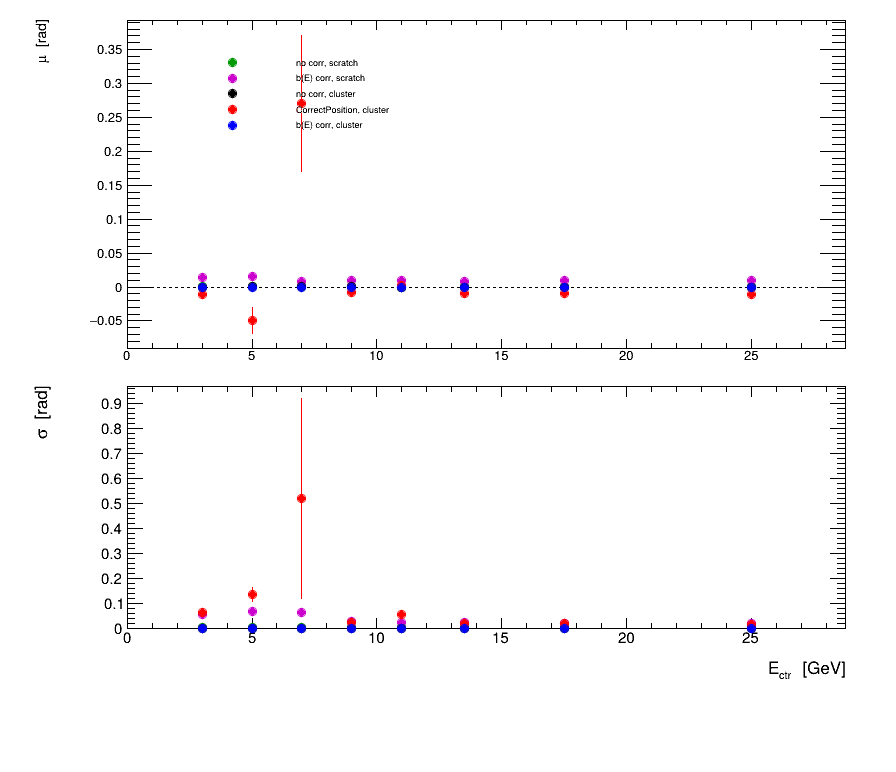 μ [rad]
0.35
0.3
0.25
0.2
0.15
0.1
0.05
0
−0.05
no corr, scratch
b(E) corr, scratch
no corr, cluster
CorrectPosition, cluster
b(E) corr, cluster
0 5 10 15 20 25
σ [rad]
0.9
0.8
0.7
0.6
0.5
0.4
0.3
0.2
0.1
0
0 5 10 15 20 25
E_ctr [GeV]